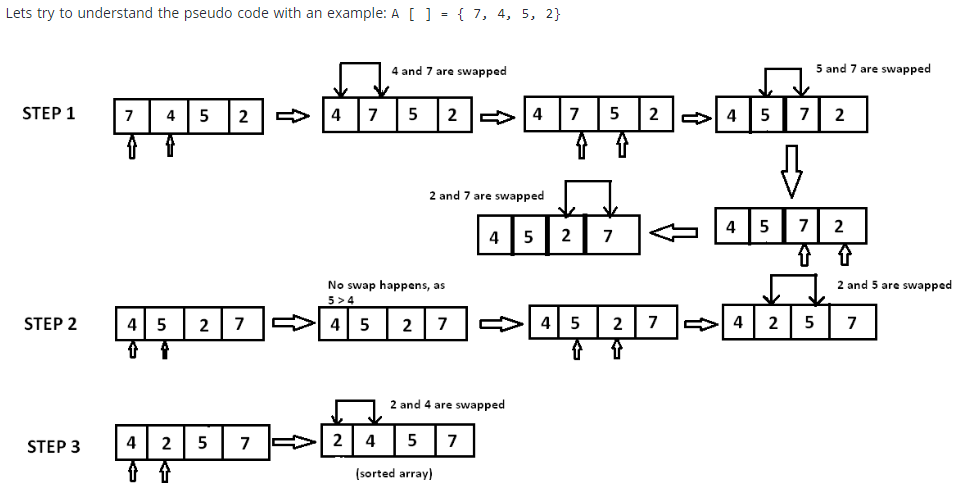 Lets try to understand the pseudo code with an example: A [ ] = { 7, 4, 5, 2}
4 and 7 are swapped
5 and 7 are swapped
STEP 1
7 4 5 2
4 7 5 2
4 7 5 2
4 5 7 2
2 and 7 are swapped
4 5 2 7
4 5 7 2
No swap happens, as
5 > 4
2 and 5 are swapped
STEP 2
4 5 2 7
4 5 2 7
4 5 2 7
4 2 5 7
2 and 4 are swapped
STEP 3
4 2 5 7
2 4 5 7
(sorted array)